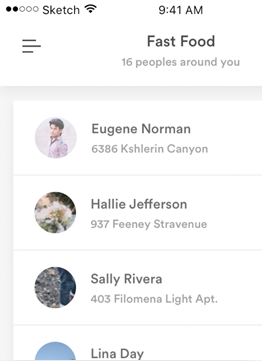 Sketch 9:41 AM
Fast Food
16 peoples around you
Eugene Norman
6386 Kshlerin Canyon
Hallie Jefferson
937 Feeney Stravenue
Sally Rivera
403 Filomena Light Apt.
Lina Day